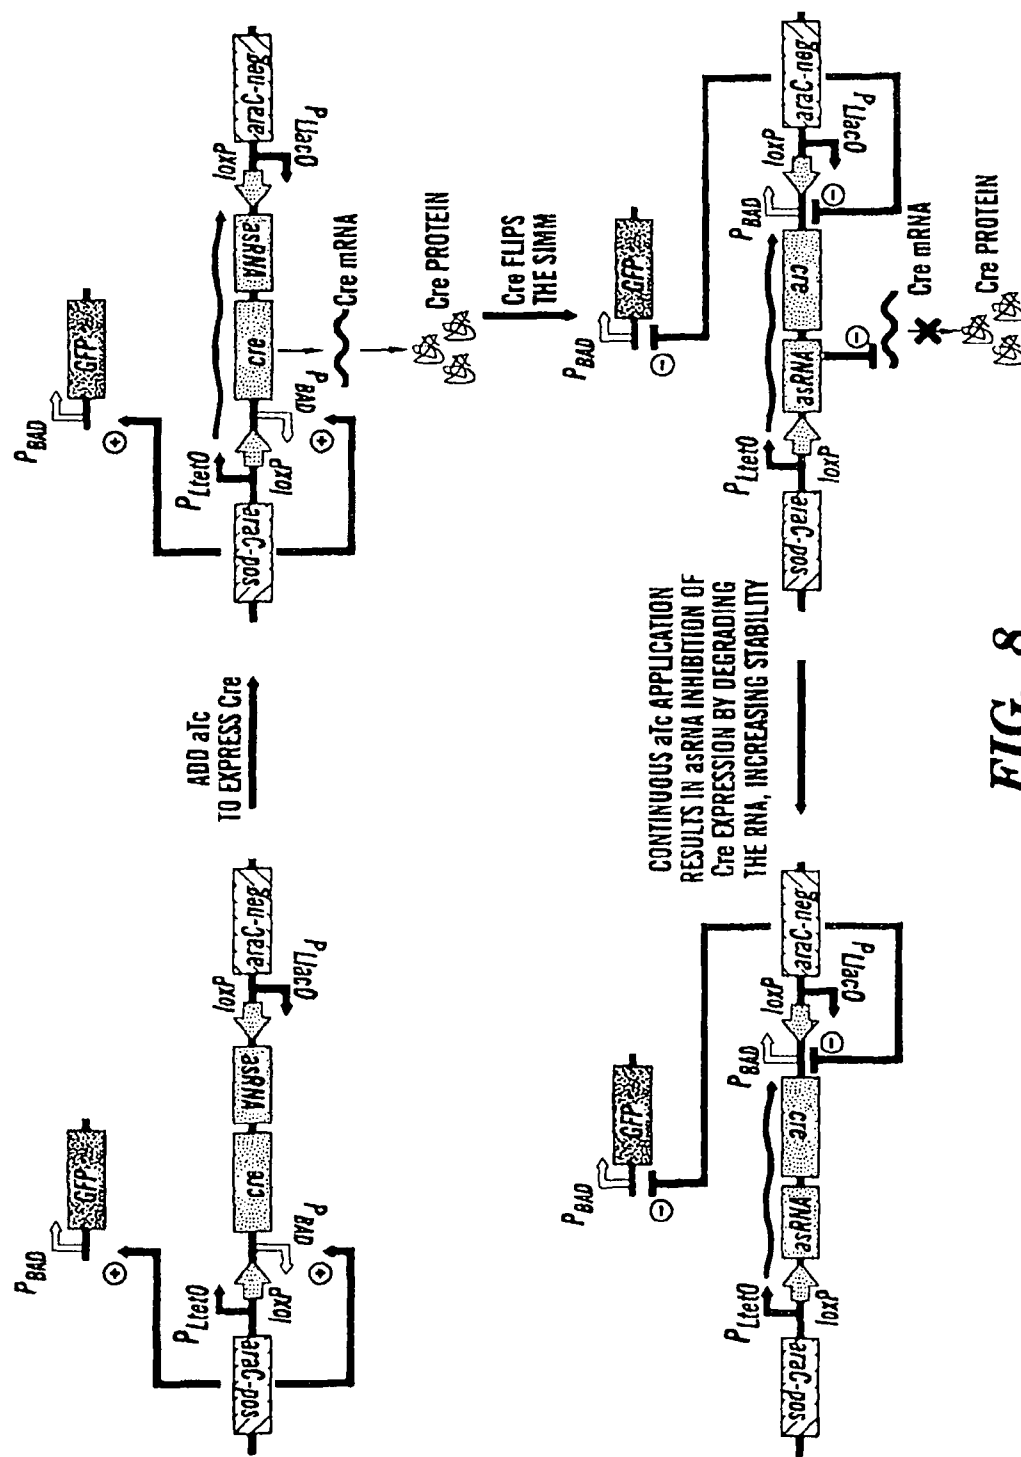 P_BAD
GFP
P_LtetO
araC-pos
loxP
P_BAD
cre
asRNA
loxP
P_LlacO
araC-neg
+
+
ADD aTc
TO EXPRESS Cre
P_BAD
GFP
P_LtetO
araC-pos
loxP
P_BAD
cre
asRNA
loxP
P_LlacO
araC-neg
+
+
Cre mRNA
Cre PROTEIN
Cre FLIPS
THE SIMM
P_BAD
GFP
P_LtetO
araC-pos
loxP
asRNA
cre
P_BAD
loxP
P_LlacO
araC-neg
−
−
−
Cre mRNA
Cre PROTEIN
CONTINUOUS aTc APPLICATION
RESULTS IN asRNA INHIBITION OF
Cre EXPRESSION BY DEGRADING
THE RNA, INCREASING STABILITY
P_BAD
GFP
P_LtetO
araC-pos
loxP
asRNA
cre
P_BAD
loxP
P_LlacO
araC-neg
−
−
FIG. 8